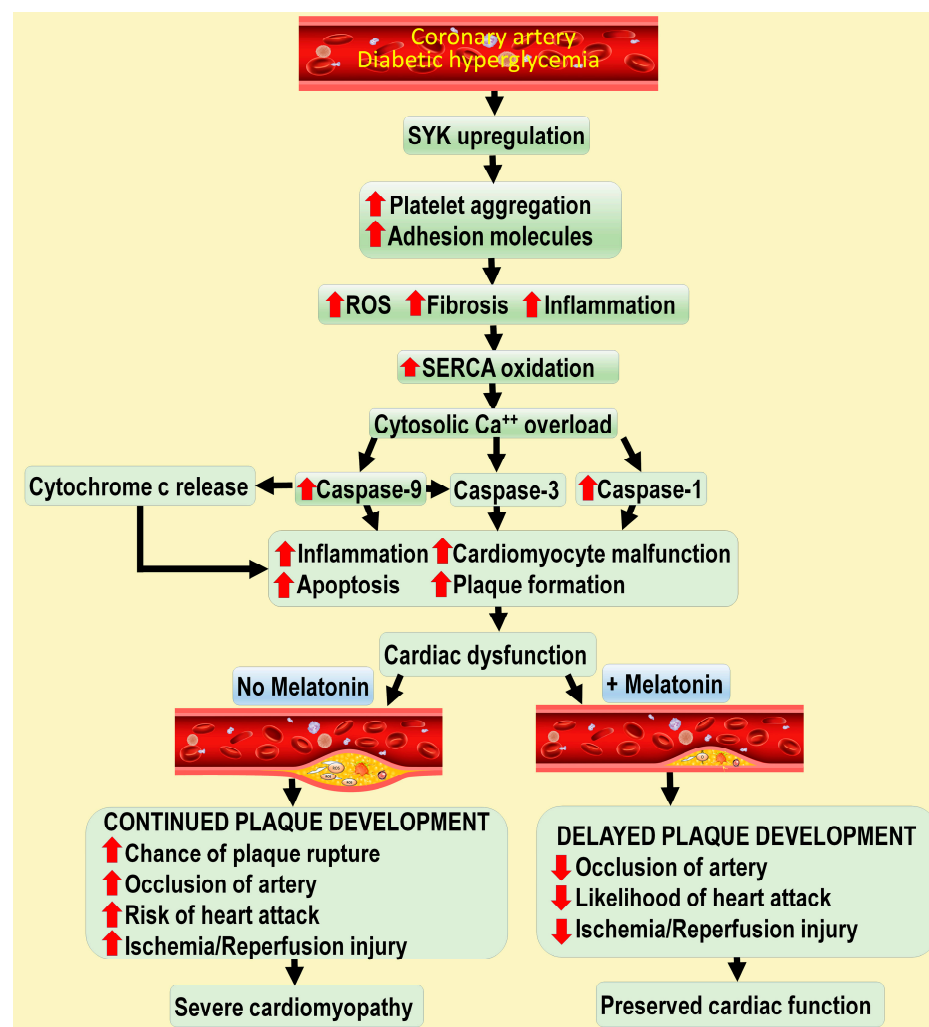 Coronary artery
Diabetic hyperglycemia
SYK upregulation
Platelet aggregation
Adhesion molecules
ROS Fibrosis Inflammation
SERCA oxidation
Cytosolic Ca⁺⁺ overload
Cytochrome c release Caspase-9 Caspase-3 Caspase-1
Inflammation Cardiomyocyte malfunction
Apoptosis Plaque formation
Cardiac dysfunction
No Melatonin + Melatonin
CONTINUED PLAQUE DEVELOPMENT
Chance of plaque rupture
Occlusion of artery
Risk of heart attack
Ischemia/Reperfusion injury
Severe cardiomyopathy
DELAYED PLAQUE DEVELOPMENT
Occlusion of artery
Likelihood of heart attack
Ischemia/Reperfusion injury
Preserved cardiac function